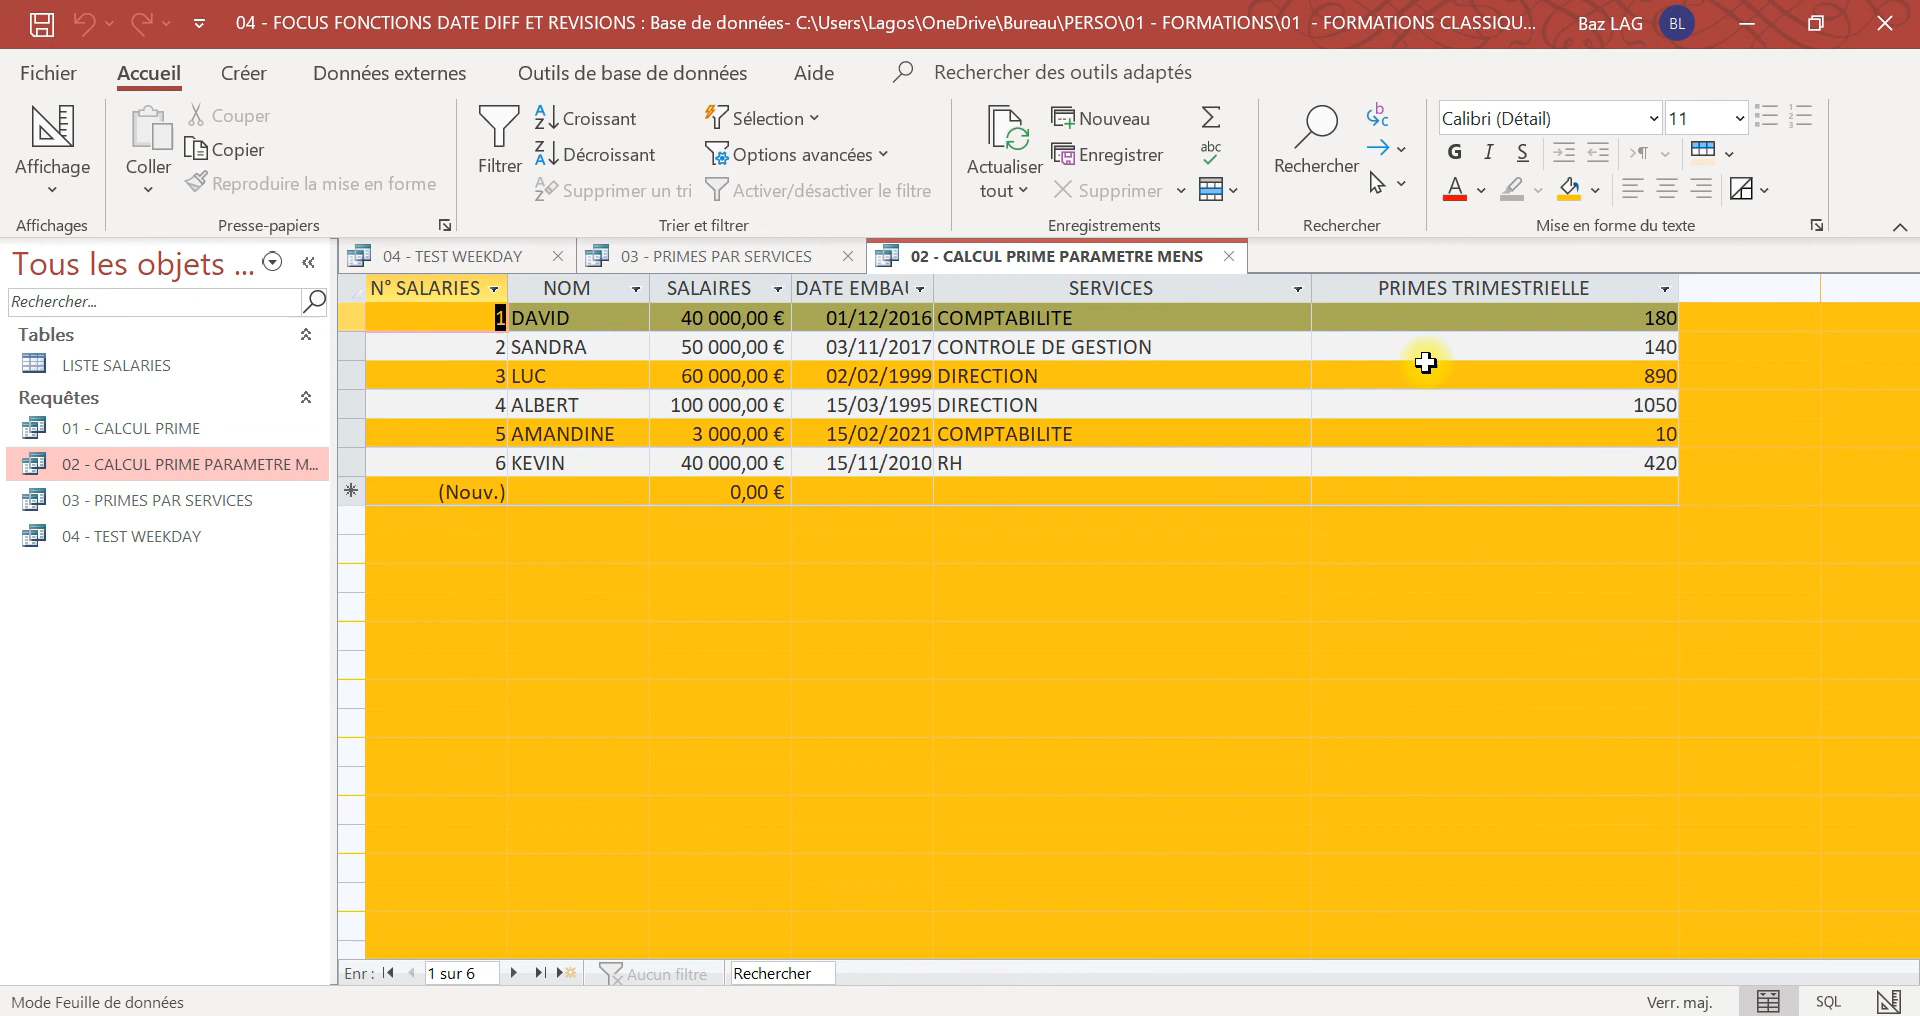 04 - FOCUS FONCTIONS DATE DIFF ET REVISIONS : Base de données- C:\Users\Lagos\OneDrive\Bureau\PERSO\01 - FORMATIONS\01 - FORMATIONS CLASSIQU... Baz LAG BL
Fichier Accueil Créer Données externes Outils de base de données Aide Rechercher des outils adaptés
Affichage
Affichages
Coller
Couper
Copier
Reproduire la mise en forme
Presse-papiers
Filtrer
Croissant
Décroissant
Supprimer un tri
Sélection
Options avancées
Activer/désactiver le filtre
Trier et filtrer
Actualiser
tout
Nouveau
Enregistrer
Supprimer
Enregistrements
Rechercher
Rechercher
Calibri (Détail) 11
G I S
Mise en forme du texte
Tous les objets ...
Rechercher...
Tables
LISTE SALARIES
Requêtes
01 - CALCUL PRIME
02 - CALCUL PRIME PARAMETRE M...
03 - PRIMES PAR SERVICES
04 - TEST WEEKDAY
04 - TEST WEEKDAY 03 - PRIMES PAR SERVICES 02 - CALCUL PRIME PARAMETRE MENS
N° SALARIES NOM SALAIRES DATE EMBAU SERVICES PRIMES TRIMESTRIELLE
1 DAVID 40 000,00 € 01/12/2016 COMPTABILITE 180
2 SANDRA 50 000,00 € 03/11/2017 CONTROLE DE GESTION 140
3 LUC 60 000,00 € 02/02/1999 DIRECTION 890
4 ALBERT 100 000,00 € 15/03/1995 DIRECTION 1050
5 AMANDINE 3 000,00 € 15/02/2021 COMPTABILITE 10
6 KEVIN 40 000,00 € 15/11/2010 RH 420
(Nouv.) 0,00 €
Enr : 1 sur 6 Aucun filtre Rechercher
Mode Feuille de données Verr. maj. SQL